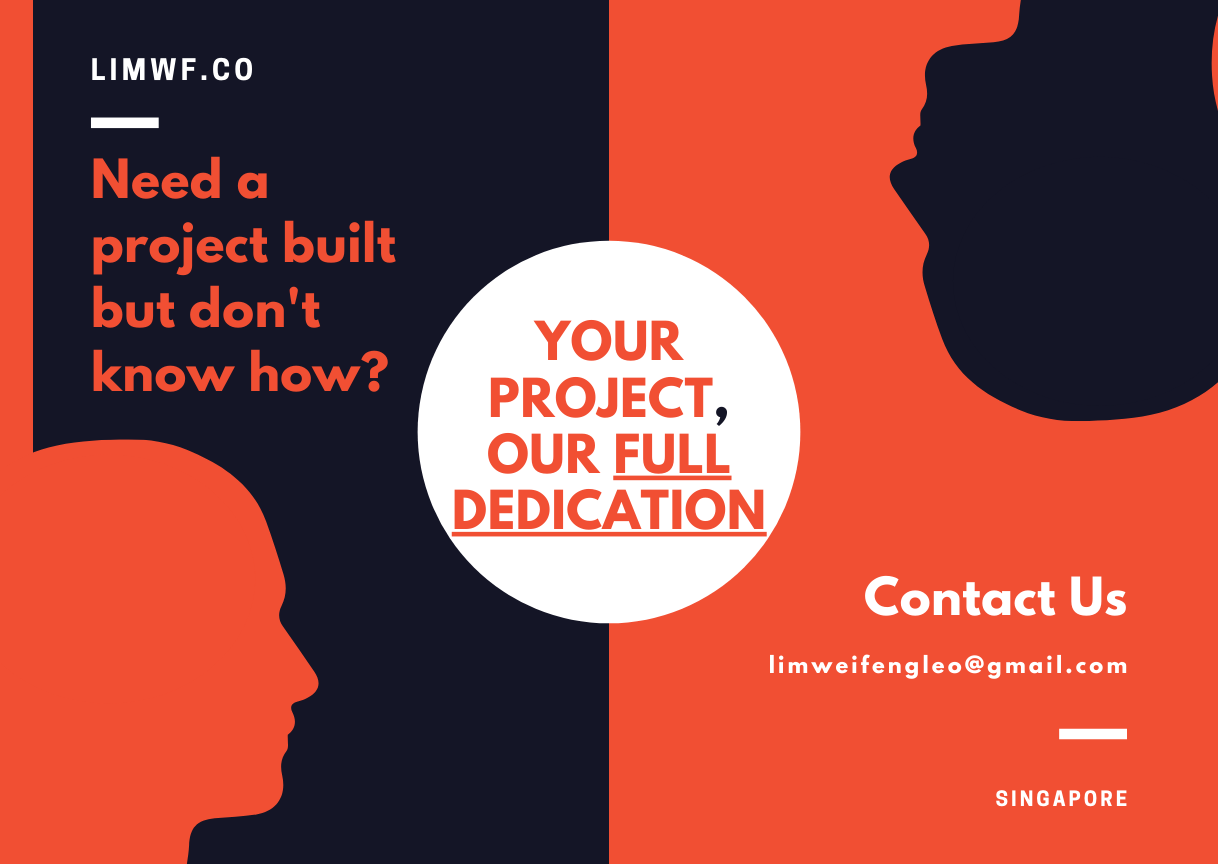 LIMWF.CO
Need a
project built
but don't
know how?
YOUR
PROJECT,
OUR FULL
DEDICATION
Contact Us
limweifengleo@gmail.com
SINGAPORE